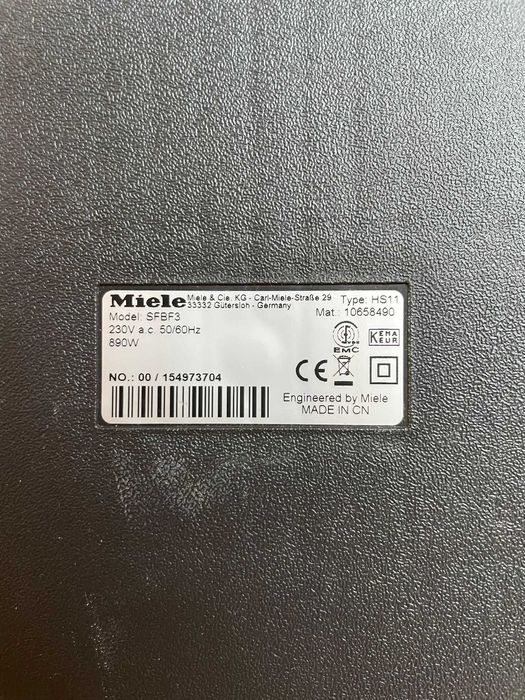 Miele Miele & Cie. KG - Carl-Miele-Straße 29
33332 Gütersloh - Germany
Type: HS11
Model: SFBF3
Mat.: 10658490
230V a.c. 50/60Hz
890W
EMC
KEMA
KEUR
CE
NO.: 00 / 154973704
Engineered by Miele
MADE IN CN